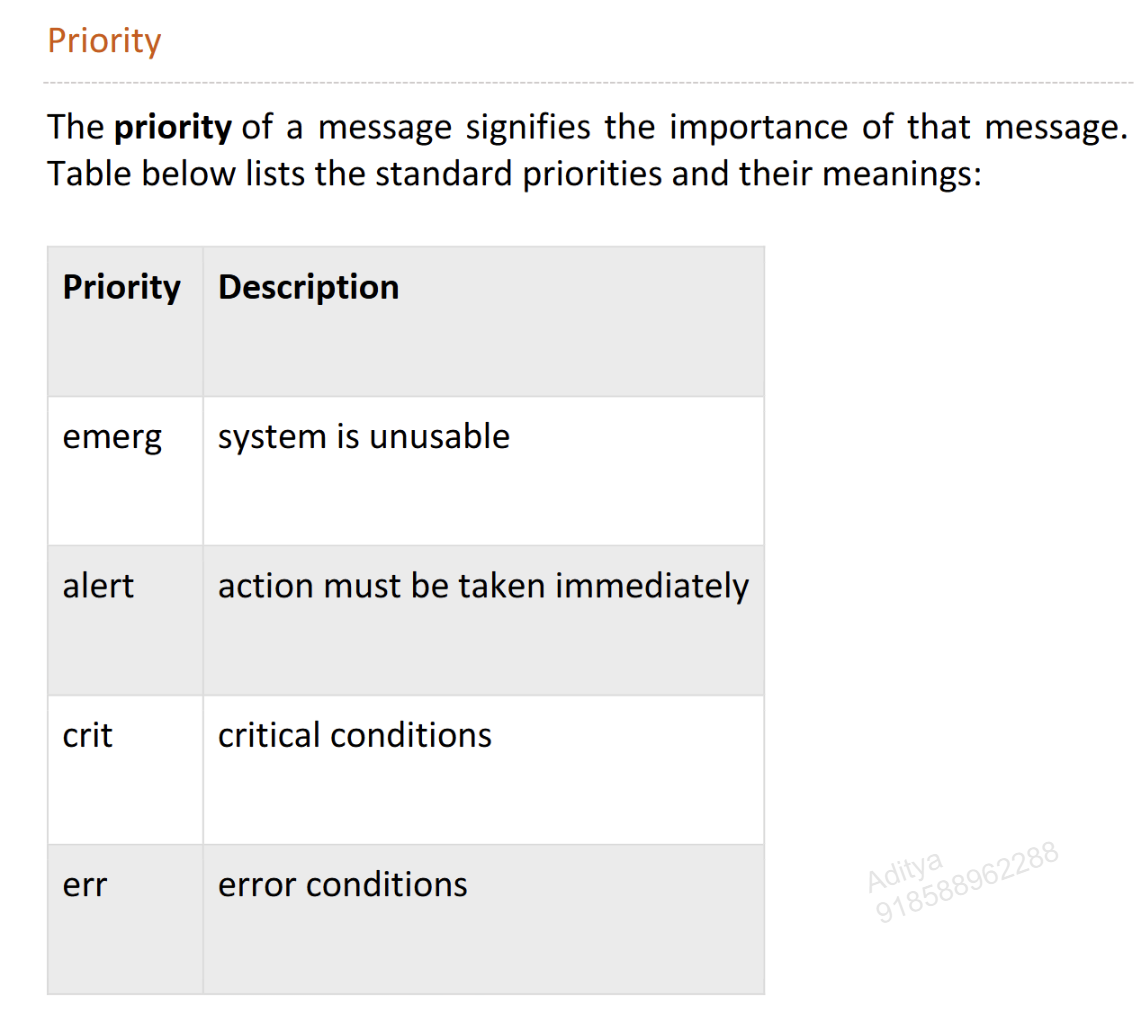 Priority
The priority of a message signifies the importance of that message.
Table below lists the standard priorities and their meanings:
Priority Description
emerg system is unusable
alert action must be taken immediately
crit critical conditions
err error conditions
Aditya
918588962288